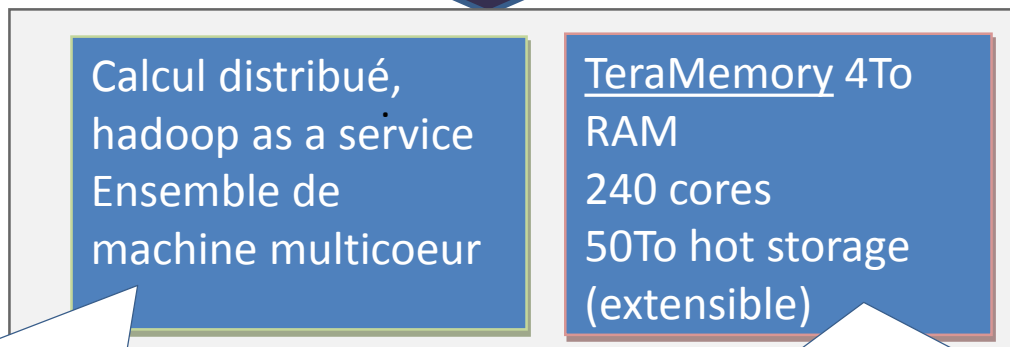 Calcul distribué,
hadoop as a service
Ensemble de
machine multicoeur
TeraMemory 4To
RAM
240 cores
50To hot storage
(extensible)